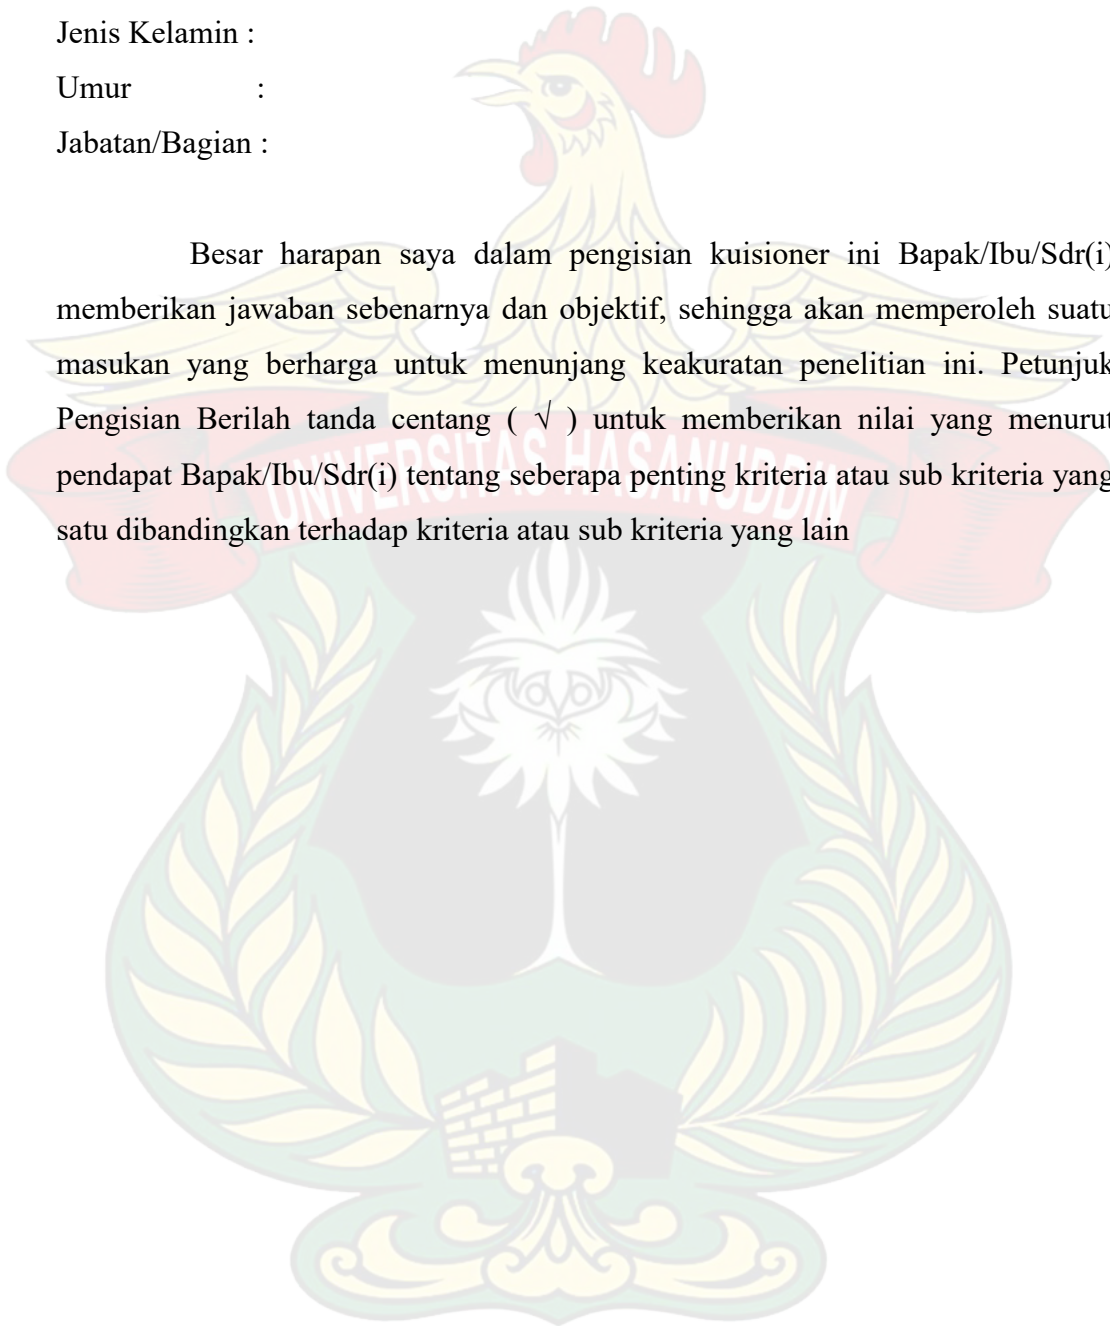 Jenis Kelamin :
Umur :
Jabatan/Bagian :
Besar harapan saya dalam pengisian kuisioner ini Bapak/Ibu/Sdr(i)
memberikan jawaban sebenarnya dan objektif, sehingga akan memperoleh suatu
masukan yang berharga untuk menunjang keakuratan penelitian ini. Petunjuk
Pengisian Berilah tanda centang ( √ ) untuk memberikan nilai yang menurut
pendapat Bapak/Ibu/Sdr(i) tentang seberapa penting kriteria atau sub kriteria yang
UNIVERSITAS HASANUDDIN
satu dibandingkan terhadap kriteria atau sub kriteria yang lain